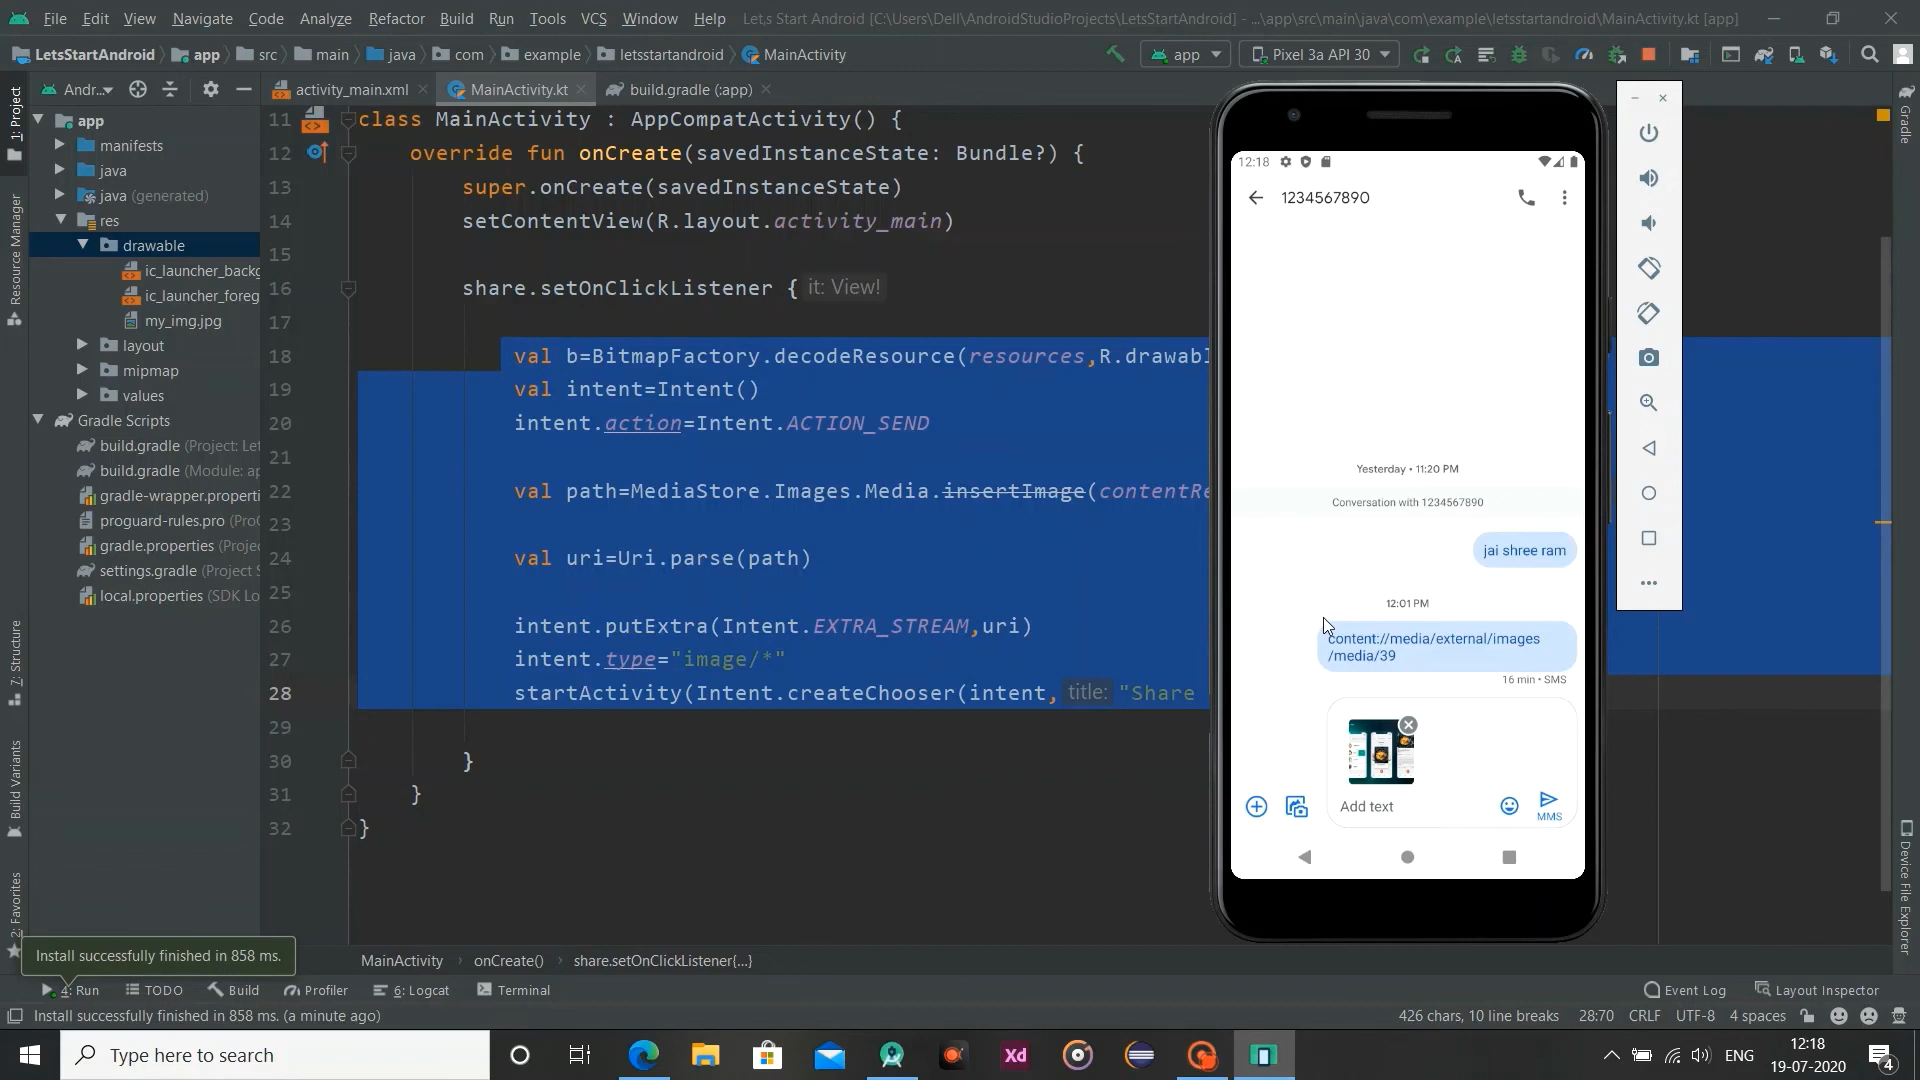 File Edit View Navigate Code Analyze Refactor Build Run Tools VCS Window Help Let,s Start Android [C:\Users\Dell\AndroidStudioProjects\LetsStartAndroid] - ...\app\src\main\java\com\example\letsstartandroid\MainActivity.kt [app]
LetsStartAndroid app src main java com example letsstartandroid MainActivity app Pixel 3a API 30
Andr... activity_main.xml MainActivity.kt build.gradle (:app)
1: Project
Resource Manager
7: Structure
Build Variants
2: Favorites
app
manifests
java
java (generated)
res
drawable
ic_launcher_backg
ic_launcher_foreg
my_img.jpg
layout
mipmap
values
Gradle Scripts
build.gradle (Project: Let
build.gradle (Module: ap
gradle-wrapper.properti
proguard-rules.pro (Pro
gradle.properties (Proje
settings.gradle (Project S
local.properties (SDK Lo
11 class MainActivity : AppCompatActivity() {
12 override fun onCreate(savedInstanceState: Bundle?) {
13 super.onCreate(savedInstanceState)
14 setContentView(R.layout.activity_main)
15
16 share.setOnClickListener { it: View!
17
18 val b=BitmapFactory.decodeResource(resources,R.drawabl
19 val intent=Intent()
20 intent.action=Intent.ACTION_SEND
21
22 val path=MediaStore.Images.Media.insertImage(contentRe
23
24 val uri=Uri.parse(path)
25
26 intent.putExtra(Intent.EXTRA_STREAM,uri)
27 intent.type="image/*"
28 startActivity(Intent.createChooser(intent, title: "Share
29
30 }
31 }
32 }
12:18
1234567890
Yesterday • 11:20 PM
Conversation with 1234567890
jai shree ram
12:01 PM
content://media/external/images
/media/39
16 min • SMS
Add text
MMS
Gradle
Device File Explorer
Install successfully finished in 858 ms.
MainActivity onCreate() share.setOnClickListener{...}
4: Run TODO Build Profiler 6: Logcat Terminal Event Log Layout Inspector
Install successfully finished in 858 ms. (a minute ago) 426 chars, 10 line breaks 28:70 CRLF UTF-8 4 spaces
Type here to search
Xd
ENG
12:18
19-07-2020
4